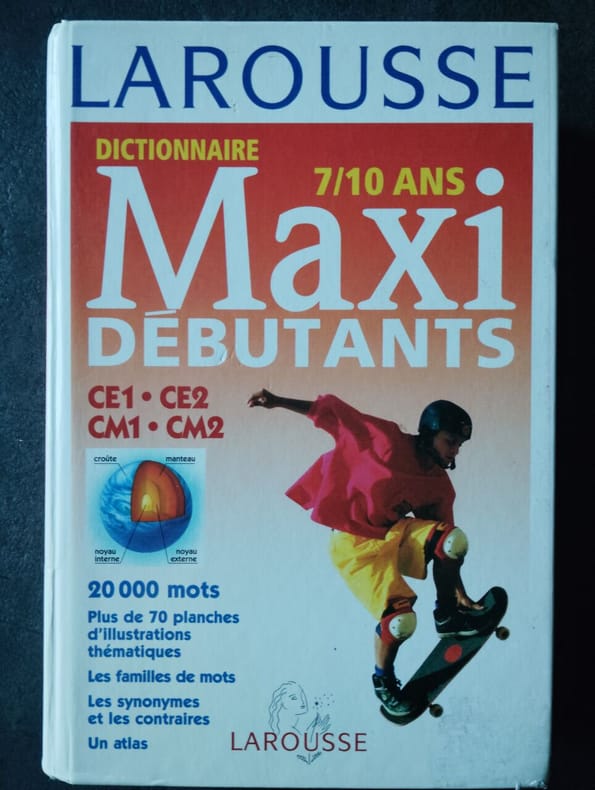 LAROUSSE
DICTIONNAIRE
7/10 ANS
Maxi
DÉBUTANTS
CE1 • CE2
CM1 • CM2
croûte
manteau
noyau
interne
noyau
externe
20 000 mots
Plus de 70 planches
d'illustrations
thématiques
Les familles de mots
Les synonymes
et les contraires
Un atlas
LAROUSSE